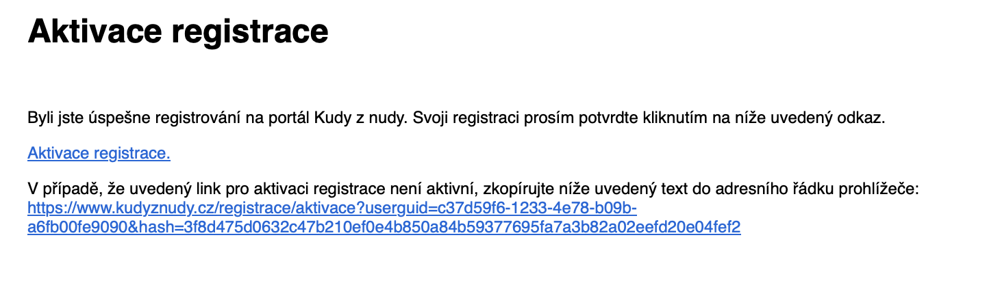 Aktivace registrace
Byli jste úspešne registrování na portál Kudy z nudy. Svoji registraci prosím potvrdte kliknutím na níže uvedený odkaz.
Aktivace registrace.
V případě, že uvedený link pro aktivaci registrace není aktivní, zkopírujte níže uvedený text do adresního řádku prohlížeče:
https://www.kudyznudy.cz/registrace/aktivace?userguid=c37d59f6-1233-4e78-b09b-
a6fb00fe9090&hash=3f8d475d0632c47b210ef0e4b850a84b59377695fa7a3b82a02eefd20e04fef2